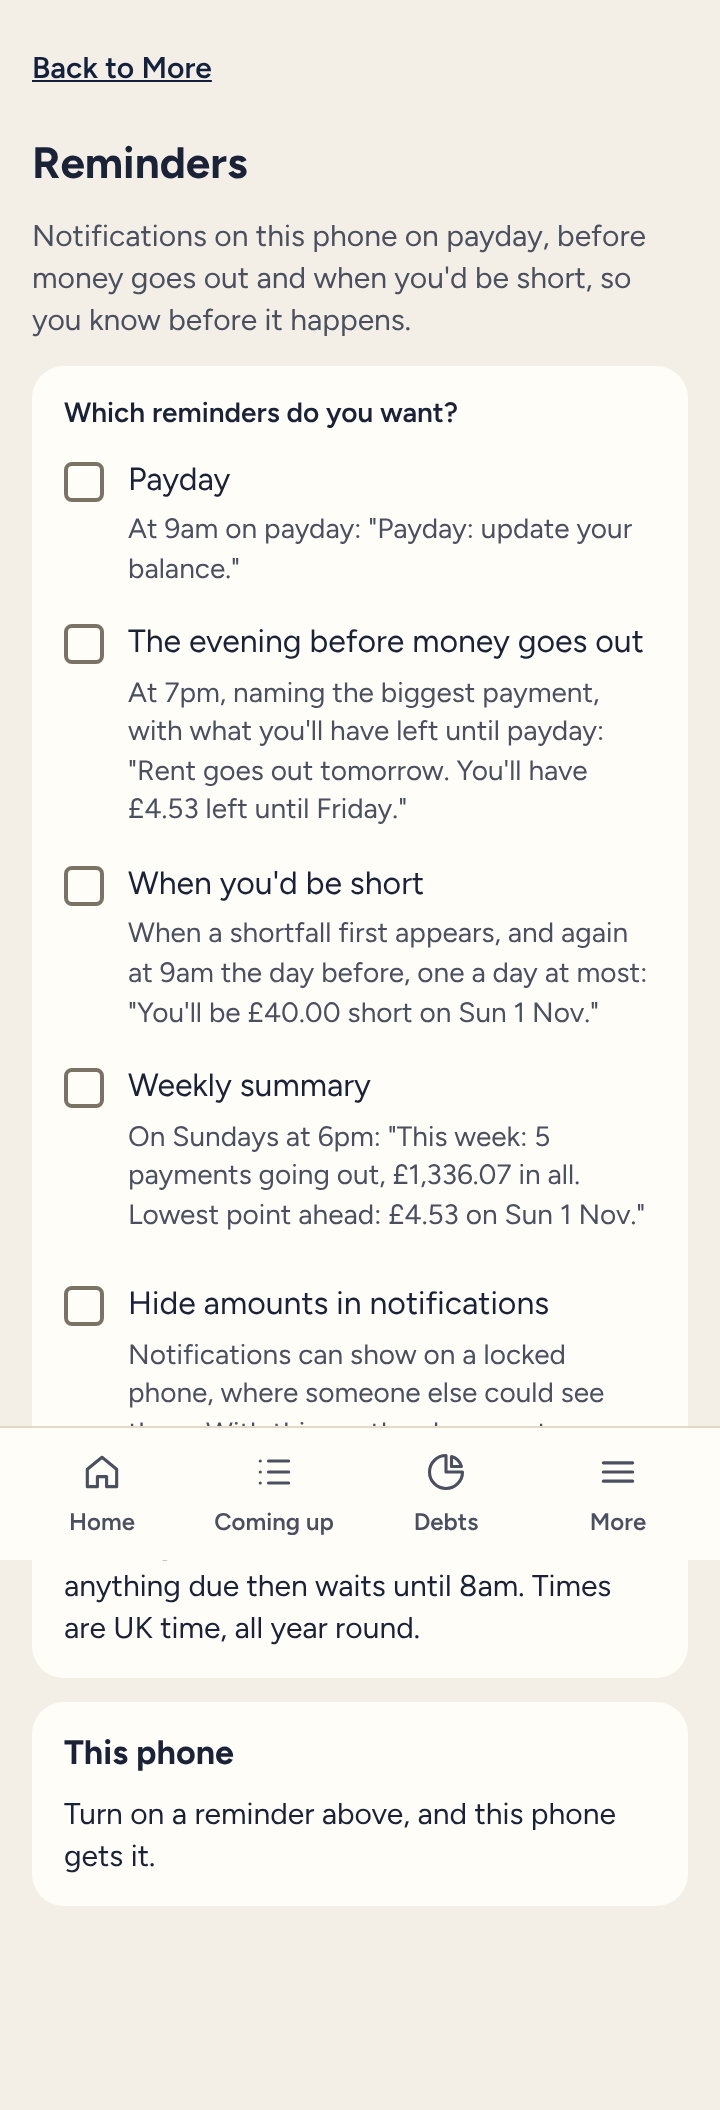 Back to More
Reminders
Notifications on this phone on payday, before
money goes out and when you'd be short, so
you know before it happens.
Which reminders do you want?
Payday
At 9am on payday: "Payday: update your
balance."
The evening before money goes out
At 7pm, naming the biggest payment,
with what you'll have left until payday:
"Rent goes out tomorrow. You'll have
£4.53 left until Friday."
When you'd be short
When a shortfall first appears, and again
at 9am the day before, one a day at most:
"You'll be £40.00 short on Sun 1 Nov."
Weekly summary
On Sundays at 6pm: "This week: 5
payments going out, £1,336.07 in all.
Lowest point ahead: £4.53 on Sun 1 Nov."
Hide amounts in notifications
Notifications can show on a locked
phone, where someone else could see
Home
Coming up
Debts
More
anything due then waits until 8am. Times
are UK time, all year round.
This phone
Turn on a reminder above, and this phone
gets it.